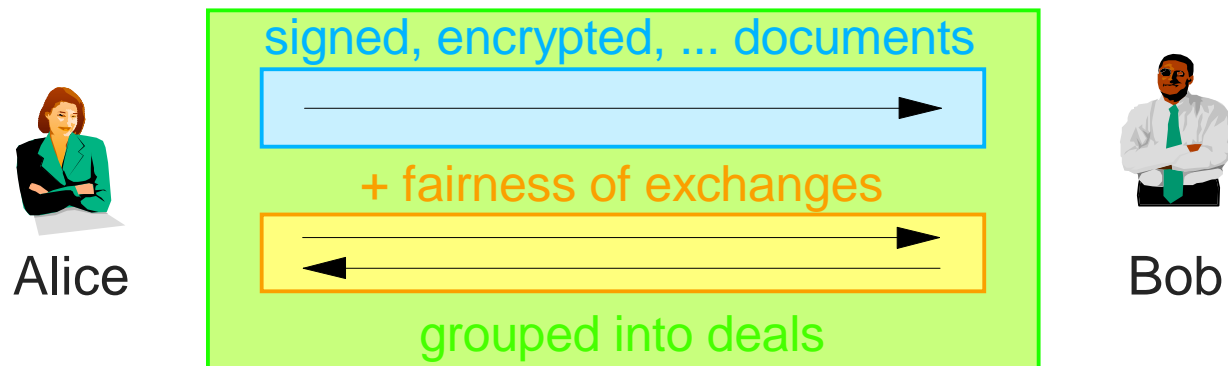 signed, encrypted, ... documents
+ fairness of exchanges
Alice
Bob
grouped into deals